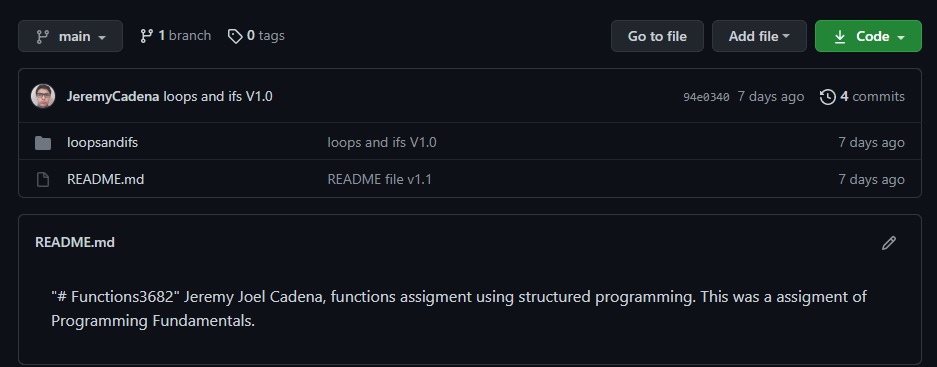 main 1 branch 0 tags Go to file Add file Code
JeremyCadena loops and ifs V1.0 94e0340 7 days ago 4 commits
loopsandifs loops and ifs V1.0 7 days ago
README.md README file v1.1 7 days ago
README.md
"# Functions3682" Jeremy Joel Cadena, functions assigment using structured programming. This was a assigment of
Programming Fundamentals.